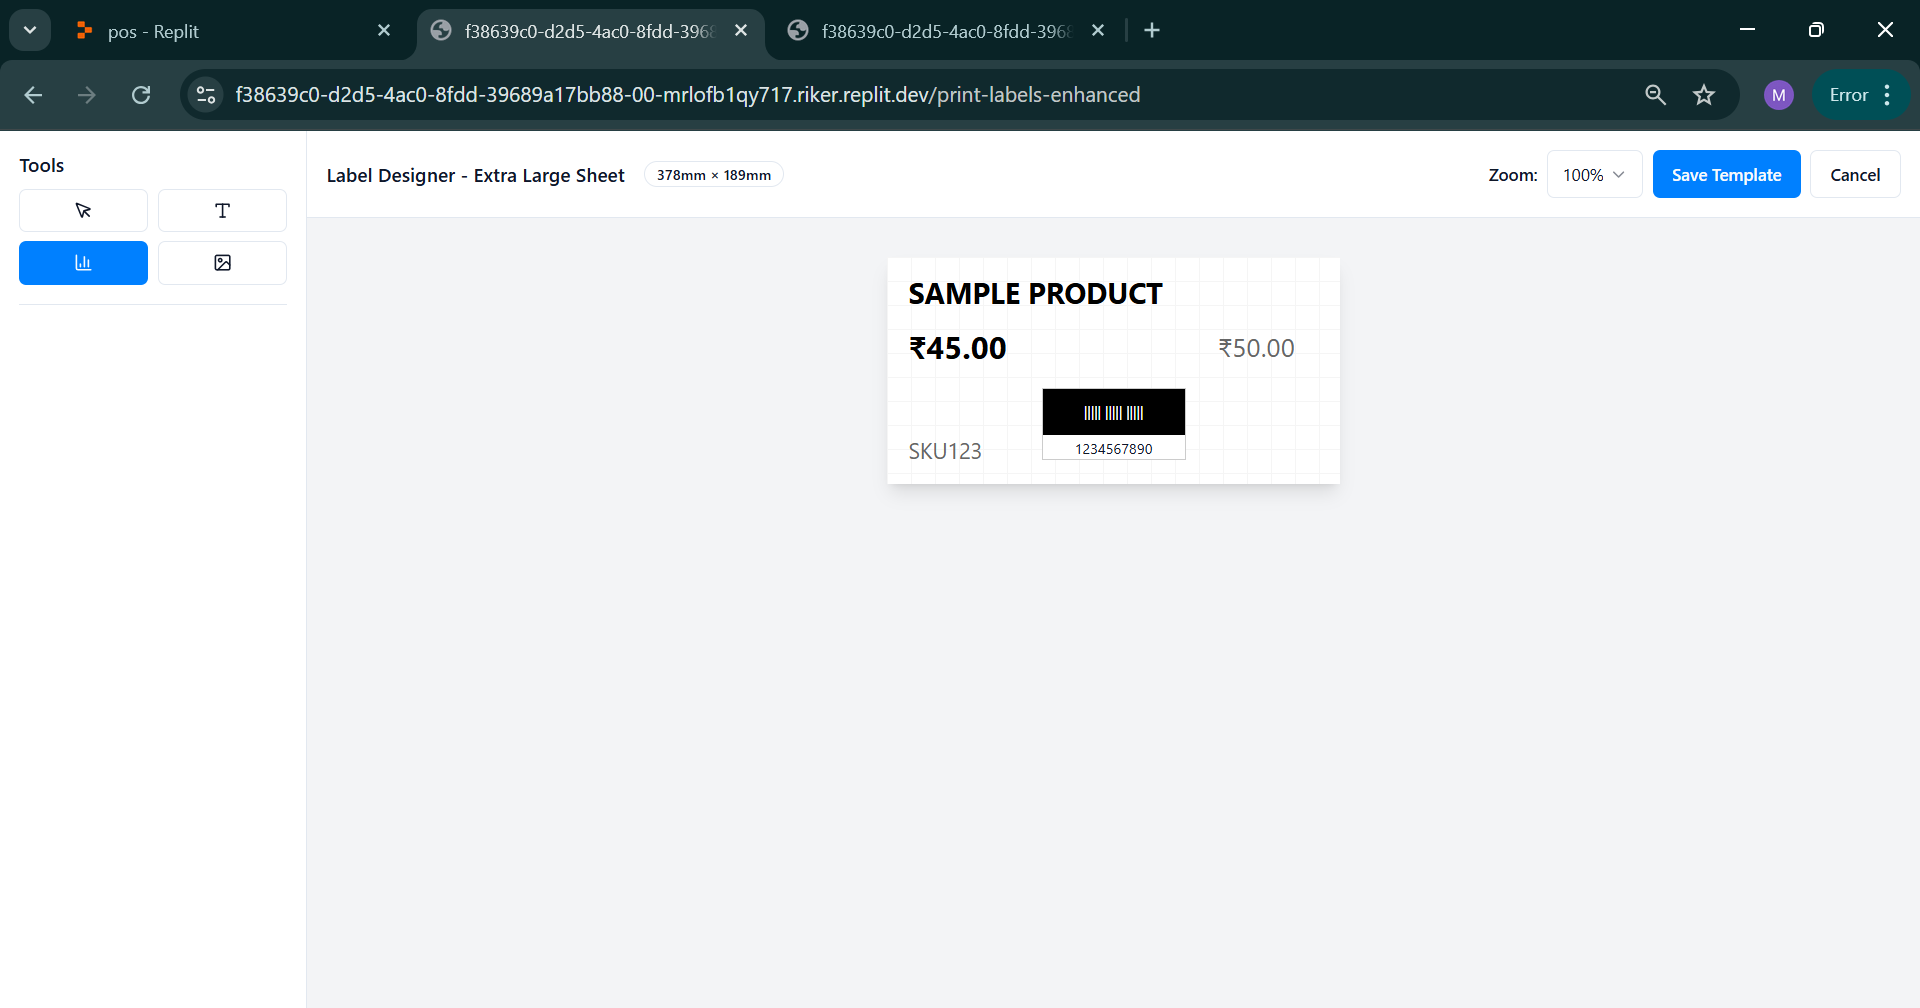 pos - Replit
f38639c0-d2d5-4ac0-8fdd-3968
f38639c0-d2d5-4ac0-8fdd-3968
f38639c0-d2d5-4ac0-8fdd-39689a17bb88-00-mrlofb1qy717.riker.replit.dev/print-labels-enhanced
M
Error
Tools
Label Designer - Extra Large Sheet
378mm × 189mm
Zoom:
100%
Save Template
Cancel
SAMPLE PRODUCT
₹45.00
₹50.00
||||| ||||| |||||
SKU123
1234567890